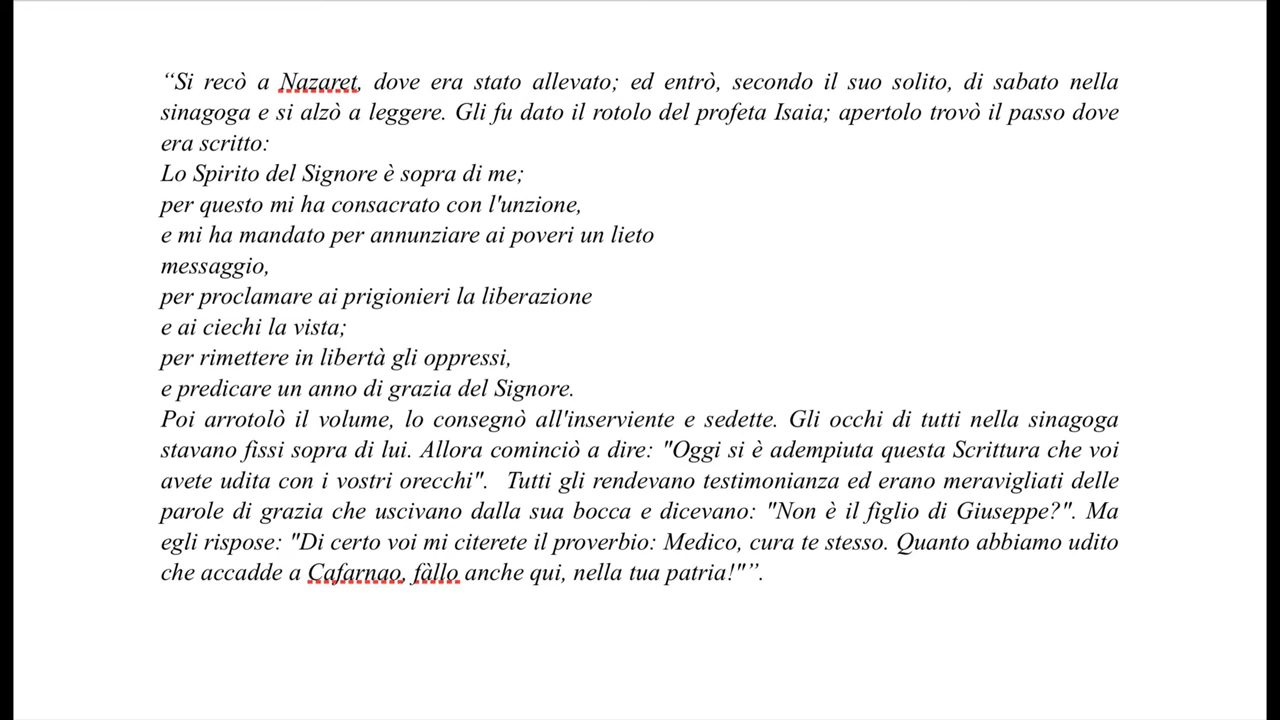 “Si recò a Nazaret, dove era stato allevato; ed entrò, secondo il suo solito, di sabato nella
sinagoga e si alzò a leggere. Gli fu dato il rotolo del profeta Isaia; apertolo trovò il passo dove
era scritto:
Lo Spirito del Signore è sopra di me;
per questo mi ha consacrato con l'unzione,
e mi ha mandato per annunziare ai poveri un lieto
messaggio,
per proclamare ai prigionieri la liberazione
e ai ciechi la vista;
per rimettere in libertà gli oppressi,
e predicare un anno di grazia del Signore.
Poi arrotolò il volume, lo consegnò all'inserviente e sedette. Gli occhi di tutti nella sinagoga
stavano fissi sopra di lui. Allora cominciò a dire: "Oggi si è adempiuta questa Scrittura che voi
avete udita con i vostri orecchi".  Tutti gli rendevano testimonianza ed erano meravigliati delle
parole di grazia che uscivano dalla sua bocca e dicevano: "Non è il figlio di Giuseppe?". Ma
egli rispose: "Di certo voi mi citerete il proverbio: Medico, cura te stesso. Quanto abbiamo udito
che accadde a Cafarnao, fàllo anche qui, nella tua patria!"”.